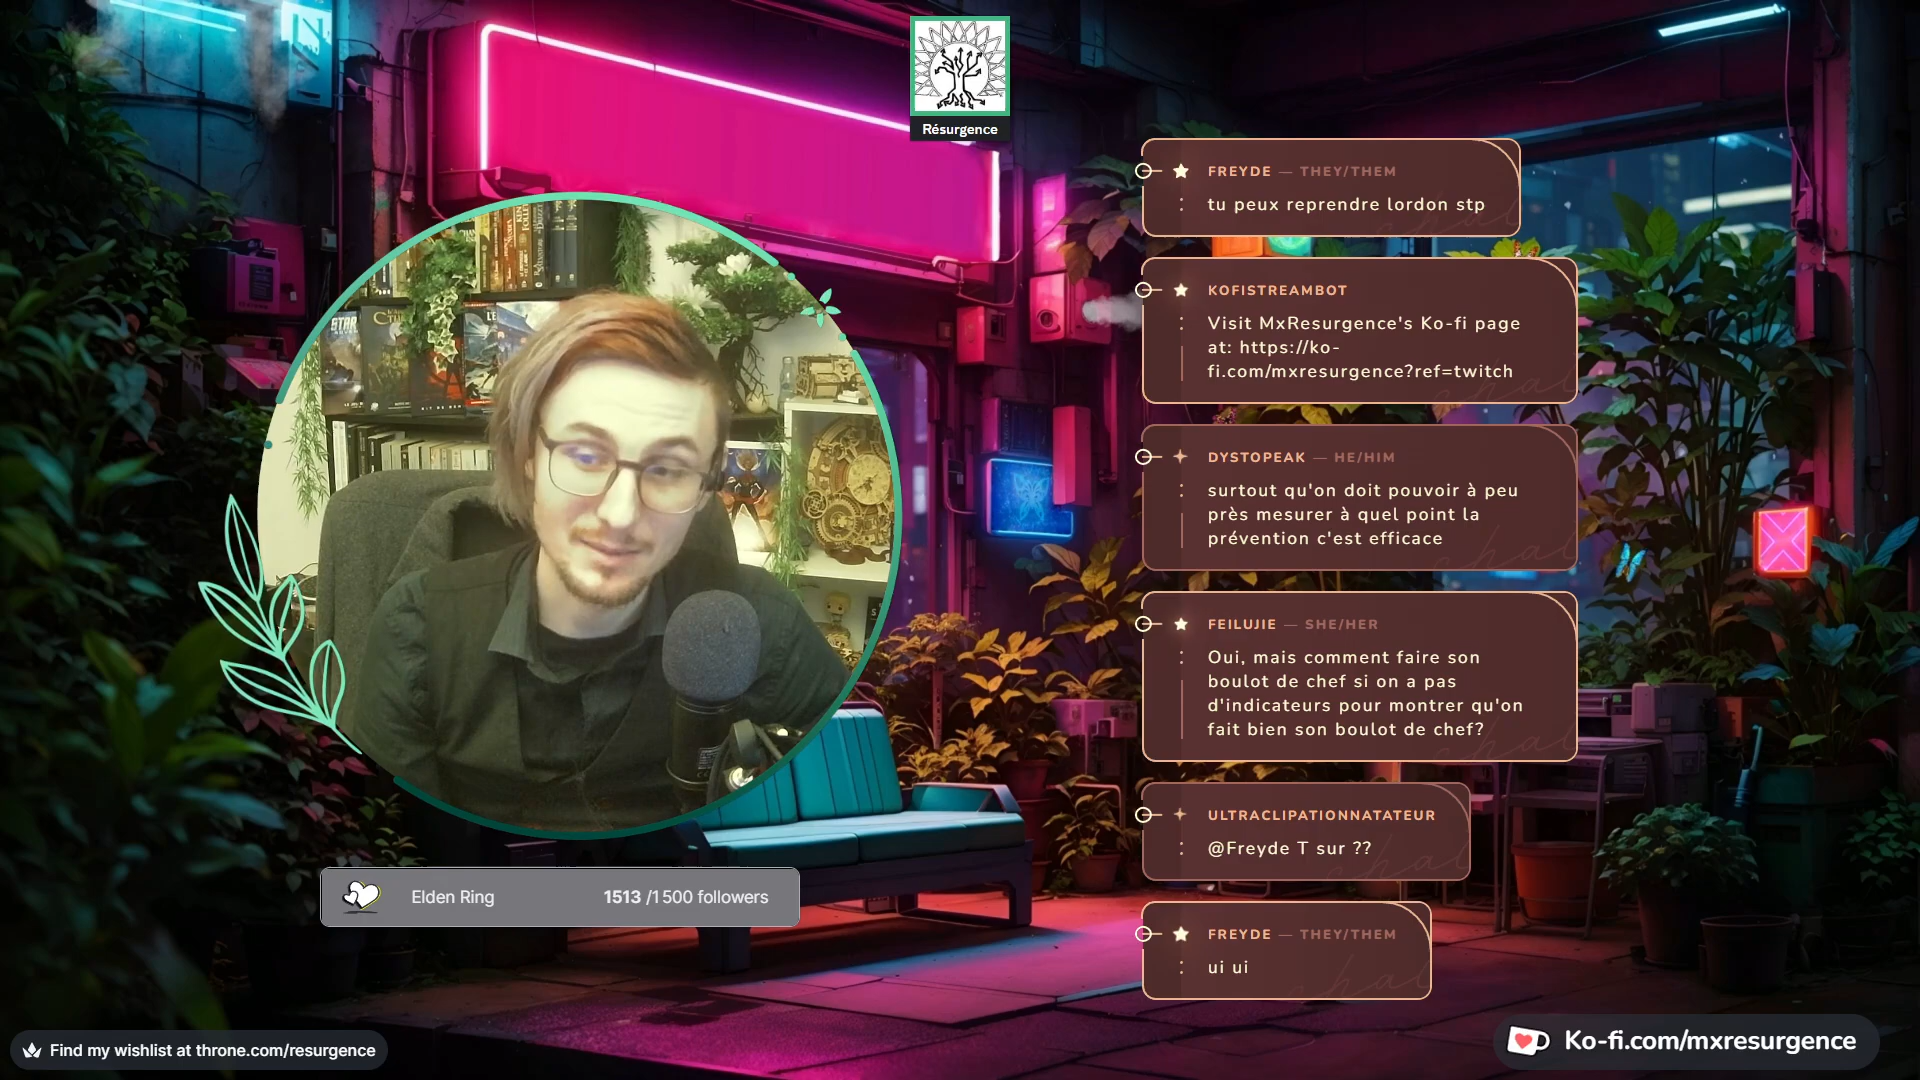 Résurgence
FREYDE — THEY/THEM
tu peux reprendre lordon stp
KOFISTREAMBOT
Visit MxResurgence's Ko-fi page
at: https://ko-
fi.com/mxresurgence?ref=twitch
DYSTOPEAK — HE/HIM
surtout qu'on doit pouvoir à peu
près mesurer à quel point la
prévention c'est efficace
FEILUJIE — SHE/HER
Oui, mais comment faire son
boulot de chef si on a pas
d'indicateurs pour montrer qu'on
fait bien son boulot de chef?
ULTRACLIPATIONNATATEUR
@Freyde T sur ??
FREYDE — THEY/THEM
ui ui
Elden Ring 1513 /1 500 followers
Find my wishlist at throne.com/resurgence
Ko-fi.com/mxresurgence